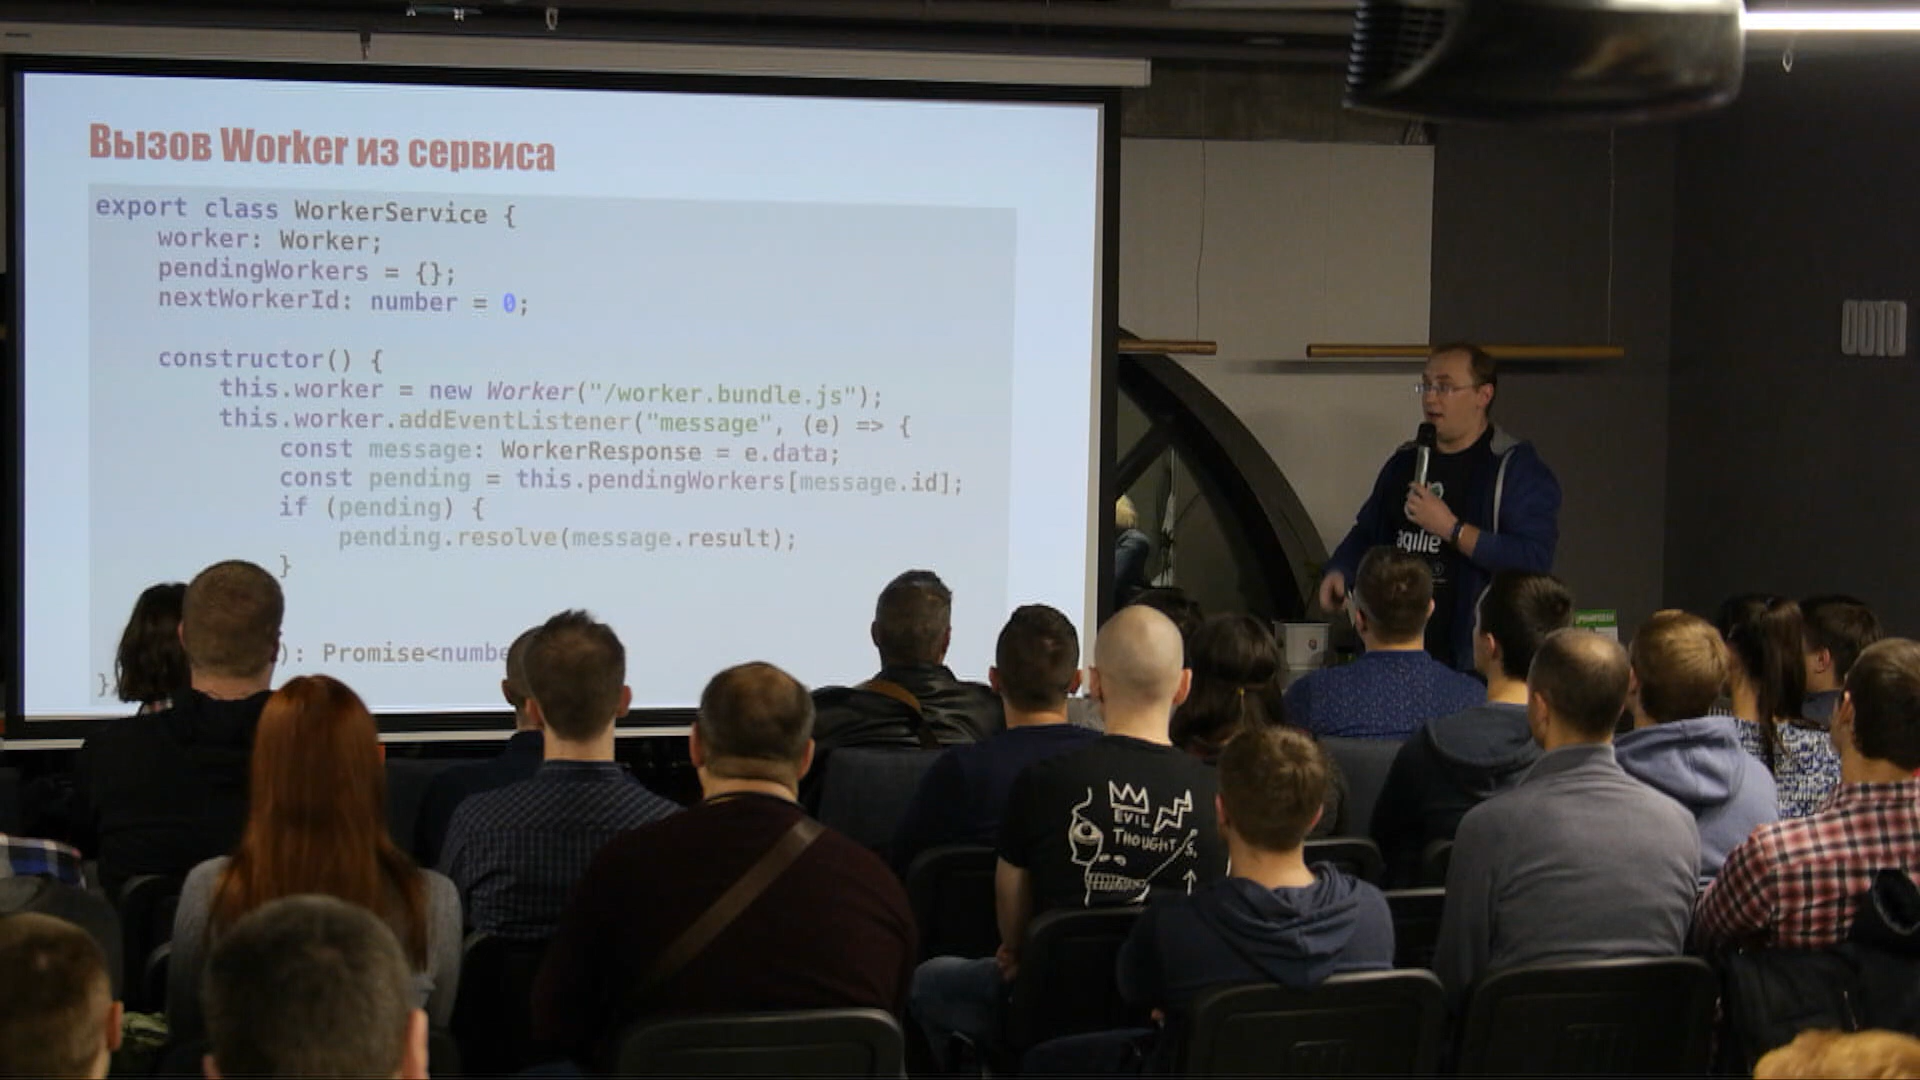 Вызов Worker из сервиса
export class WorkerService {
worker: Worker;
pendingWorkers = {};
nextWorkerId: number = 0;
constructor() {
this.worker = new Worker("/worker.bundle.js");
this.worker.addEventListener("message", (e) => {
const message: WorkerResponse = e.data;
const pending = this.pendingWorkers[message.id];
if (pending) {
pending.resolve(message.result);
}
): Promise<numbe
}
agilie
EVIL
THOUGHT
S,